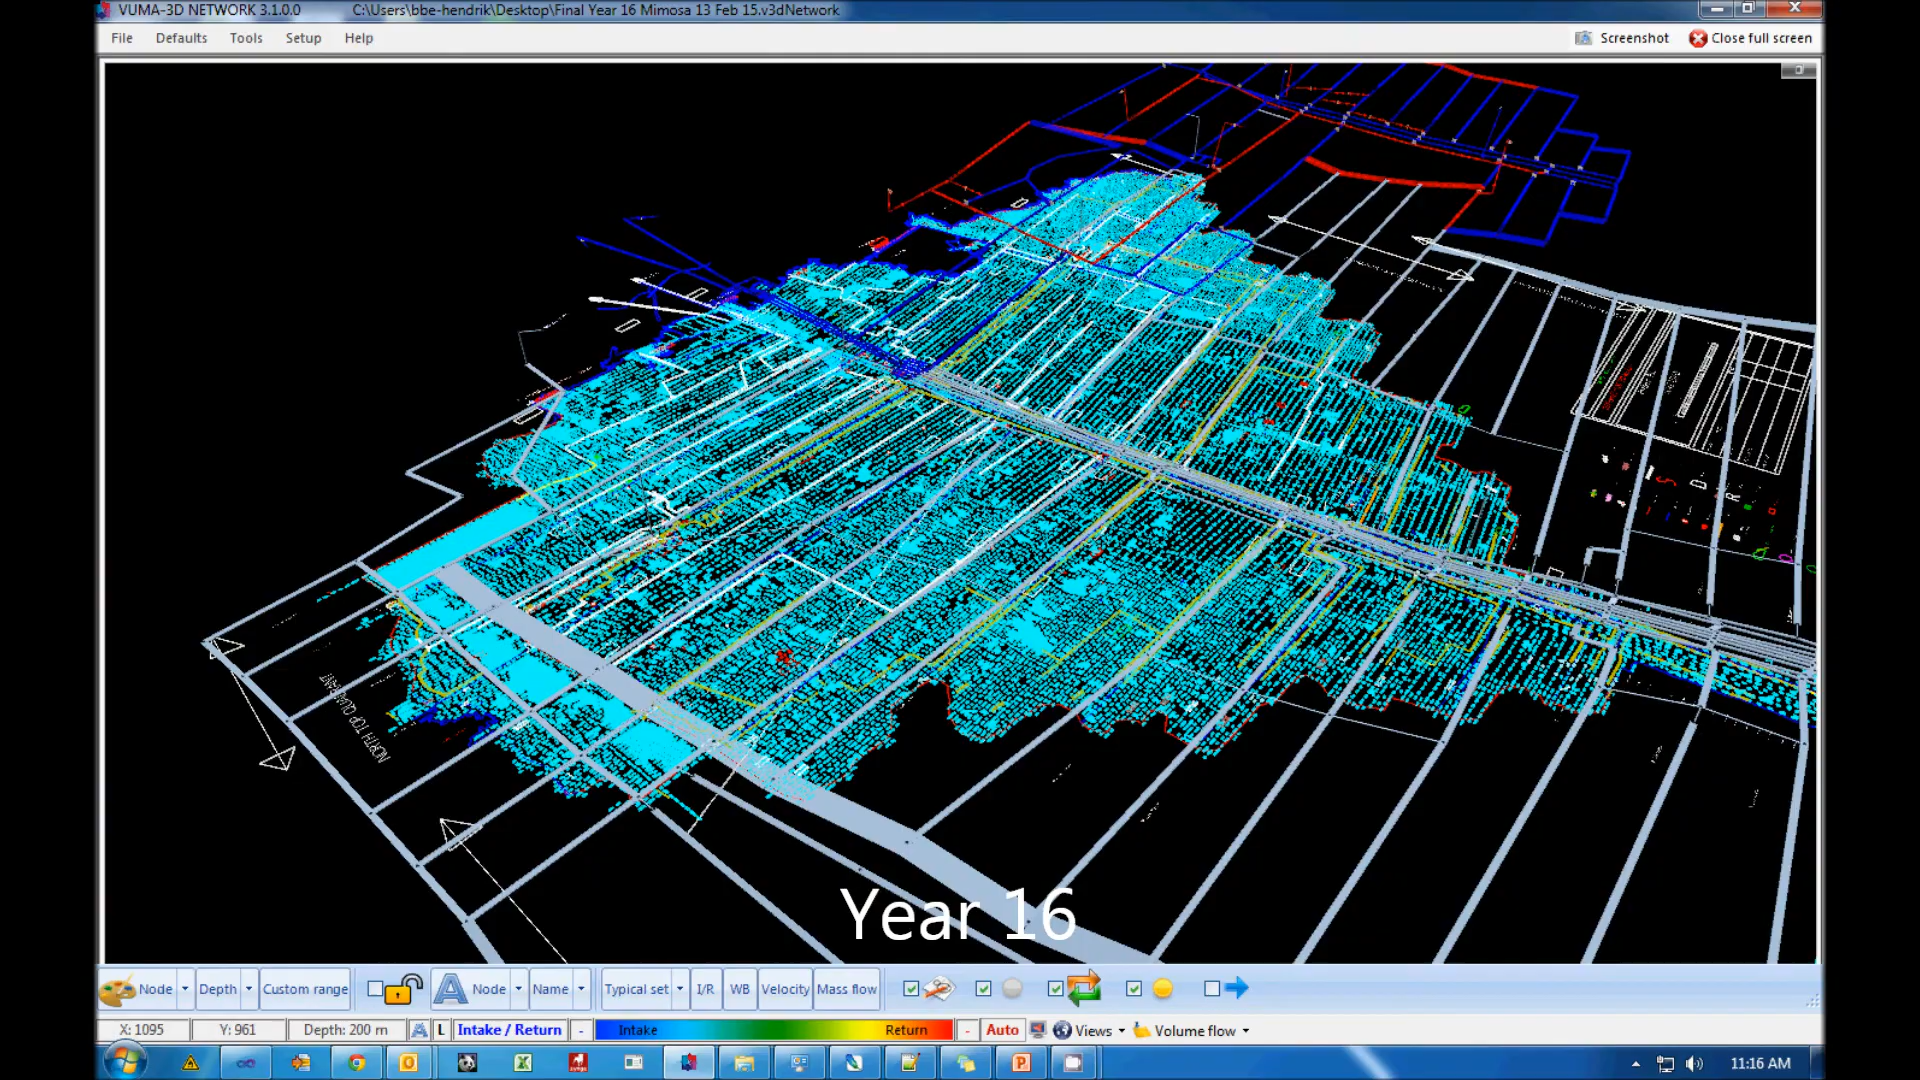 VUMA-3D NETWORK 3.1.0.0 C:\Users\bbe-hendrik\Desktop\Final Year 16 Mimosa 13 Feb 15.v3dNetwork
File Defaults Tools Setup Help Screenshot Close full screen
NORTH TOP QUADRANT
Year 16
Node Depth Custom range A Node Name Typical set I/R WB Velocity Mass flow
X: 1095 Y: 961 Depth: 200 m A L Intake / Return - Intake Return - Auto Views Volume flow
11:16 AM